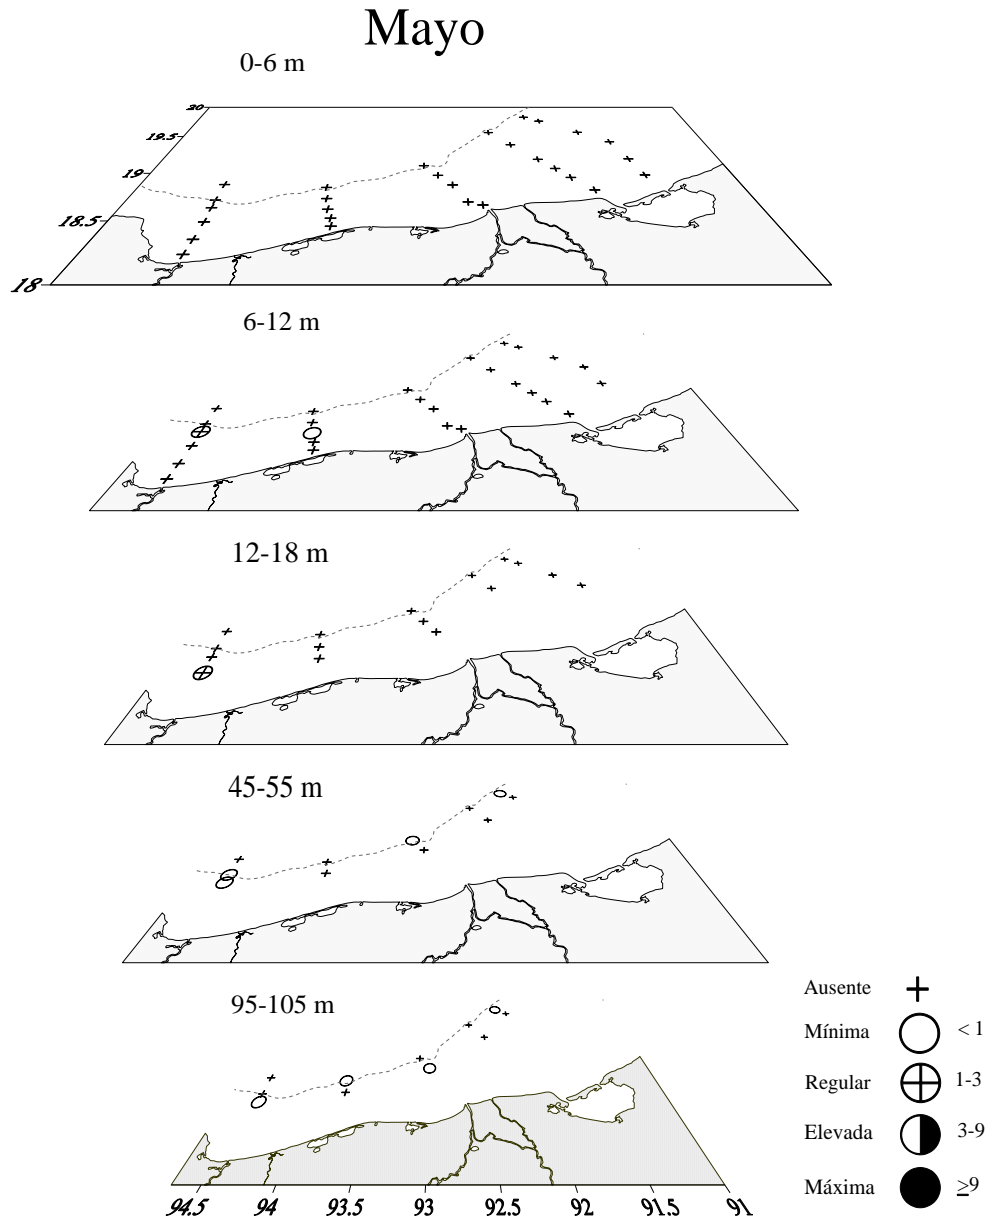 Mayo
0-6 m
20
19.5
19
18.5
18
6-12 m
12-18 m
45-55 m
95-105 m
94.5 94 93.5 93 92.5 92 91.5 91
Ausente
Mínima < 1
Regular 1-3
Elevada 3-9
Máxima ≥9